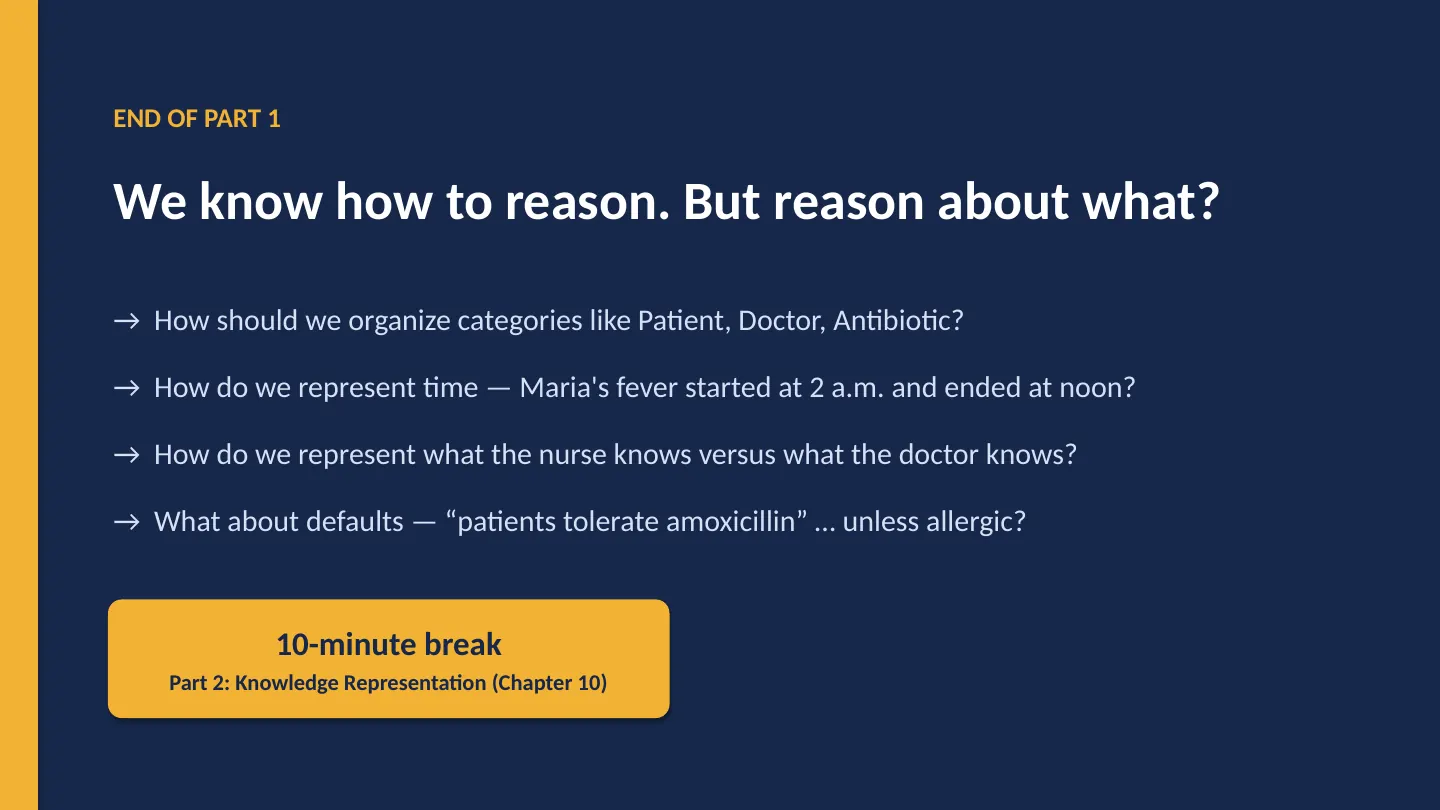 END OF PART 1
We know how to reason. But reason about what?
→ How should we organize categories like Patient, Doctor, Antibiotic?
→ How do we represent time — Maria's fever started at 2 a.m. and ended at noon?
→ How do we represent what the nurse knows versus what the doctor knows?
→ What about defaults — “patients tolerate amoxicillin” … unless allergic?
10-minute break
Part 2: Knowledge Representation (Chapter 10)